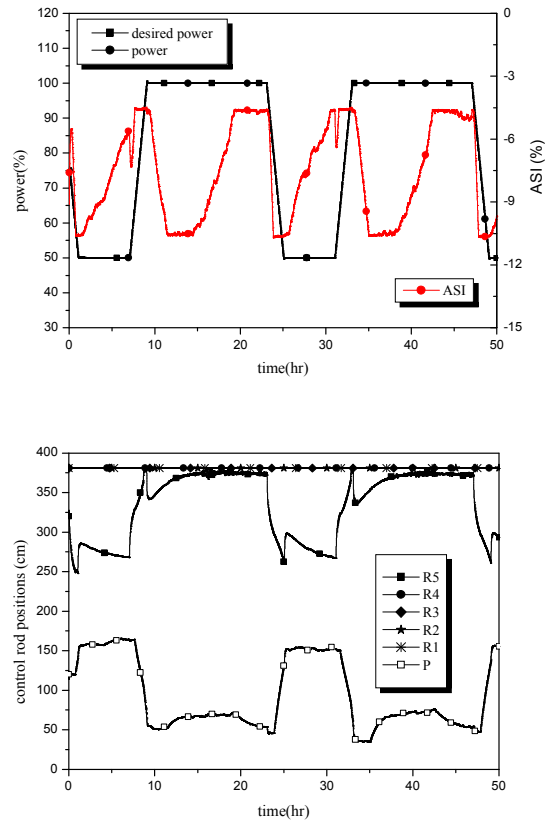 120
110
100
90
80
70
60
50
40
30
power(%)
desired power
power
0
-3
-6
-9
-12
-15
ASI (%)
ASI
0 10 20 30 40 50
time(hr)
400
350
300
250
200
150
100
50
0
control rod positions (cm)
R5
R4
R3
R2
R1
P
0 10 20 30 40 50
time(hr)